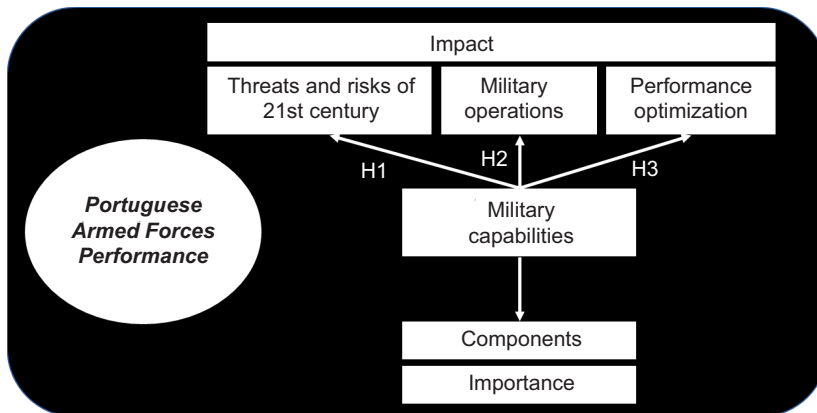 Impact
Threats and risks of
21st century
Military
operations
Performance
optimization
H1
H2
H3
Portuguese
Armed Forces
Performance
Military
capabilities
Components
Importance